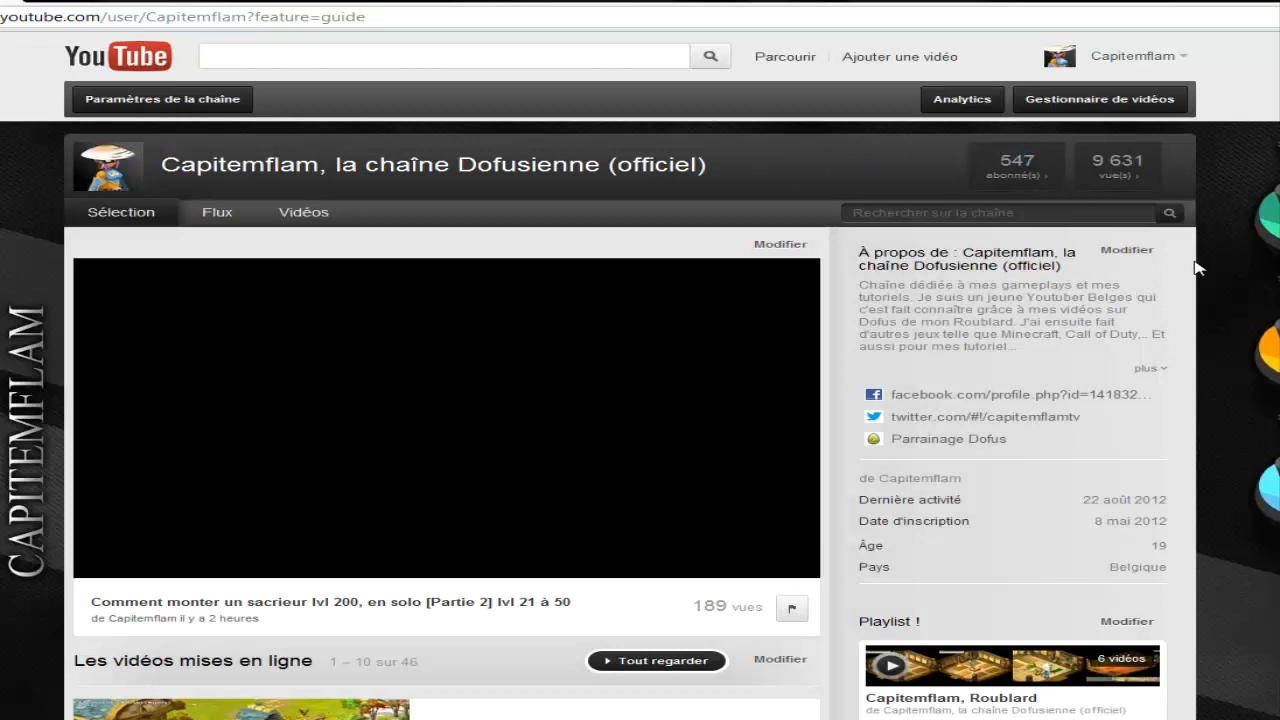 youtube.com/user/Capitemflam?feature=guide
YouTube
Parcourir
Ajouter une vidéo
Capitemflam
Paramètres de la chaîne
Analytics
Gestionnaire de vidéos
Capitemflam, la chaîne Dofusienne (officiel)
547
abonné(s) ›
9 631
vue(s) ›
Sélection
Flux
Vidéos
Rechercher sur la chaîne
CAPITEMFLAM
Modifier
À propos de : Capitemflam, la
chaîne Dofusienne (officiel)
Modifier
Chaîne dédiée à mes gameplays et mes
tutoriels. Je suis un jeune Youtuber Belges qui
c'est fait connaître grâce à mes vidéos sur
Dofus de mon Roublard. J'ai ensuite fait
d'autres jeux telle que Minecraft, Call of Duty,.. Et
aussi pour mes tutoriel...
plus
facebook.com/profile.php?id=141832...
twitter.com/#!/capitemflamtv
Parrainage Dofus
de Capitemflam
Dernière activité 22 août 2012
Date d'inscription 8 mai 2012
Âge 19
Pays Belgique
Comment monter un sacrieur lvl 200, en solo [Partie 2] lvl 21 à 50
de Capitemflam il y a 2 heures
189 vues
Les vidéos mises en ligne 1 – 10 sur 46
Tout regarder
Modifier
Playlist !
Modifier
6 vidéos
Capitemflam, Roublard
de Capitemflam, la chaîne Dofusienne (officiel)